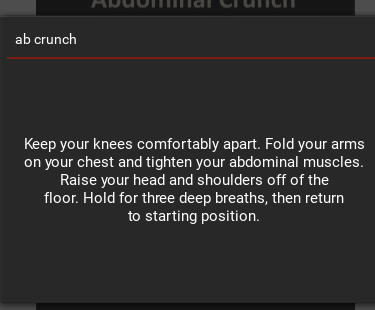 Abdominal Crunch
ab crunch
Keep your knees comfortably apart. Fold your arms
on your chest and tighten your abdominal muscles.
Raise your head and shoulders off of the
floor. Hold for three deep breaths, then return
to starting position.